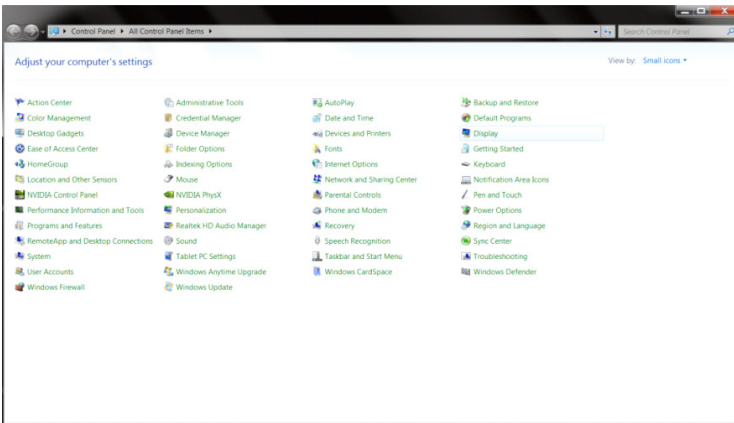 Control Panel ▸ All Control Panel Items ▸ Search Control Panel
Adjust your computer's settings View by: Small icons
Action Center Administrative Tools AutoPlay Backup and Restore
Color Management Credential Manager Date and Time Default Programs
Desktop Gadgets Device Manager Devices and Printers Display
Ease of Access Center Folder Options Fonts Getting Started
HomeGroup Indexing Options Internet Options Keyboard
Location and Other Sensors Mouse Network and Sharing Center Notification Area Icons
NVIDIA Control Panel NVIDIA PhysX Parental Controls Pen and Touch
Performance Information and Tools Personalization Phone and Modem Power Options
Programs and Features Realtek HD Audio Manager Recovery Region and Language
RemoteApp and Desktop Connections Sound Speech Recognition Sync Center
System Tablet PC Settings Taskbar and Start Menu Troubleshooting
User Accounts Windows Anytime Upgrade Windows CardSpace Windows Defender
Windows Firewall Windows Update